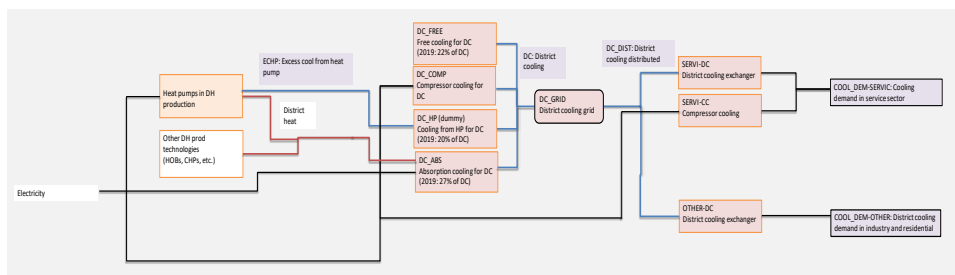 DC_FREE
Free cooling for DC
(2019: 22% of DC)
ECHP: Excess cool from heat
pump
DC: District
cooling
DC_DIST: District
cooling distributed
DC_COMP
Compressor cooling for
DC
SERVI-DC
District cooling exchanger
Heat pumps in DH
production
DC_GRID
District cooling grid
COOL_DEM-SERVIC: Cooling
demand in service sector
SERVI-CC
Compressor cooling
District
heat
DC_HP (dummy)
Cooling from HP for DC
(2019: 20% of DC)
Other DH prod
technologies
(HOBs, CHPs, etc.)
DC_ABS
Absorption cooling for DC
(2019: 27% of DC)
Electricity
OTHER-DC
District cooling exchanger
COOL_DEM-OTHER: District cooling
demand in industry and residential